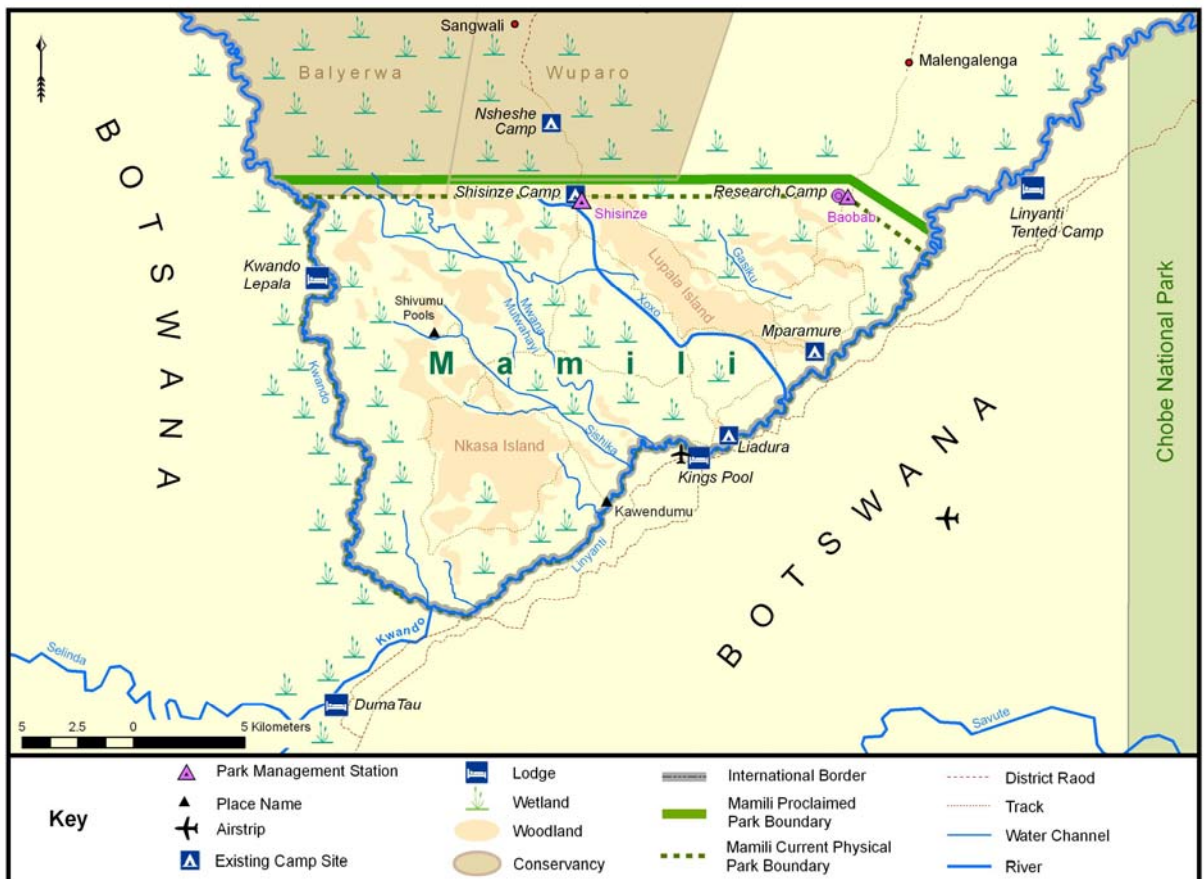 Sangwali
Malengalenga
Balyerwa
Wuparo
Nsheshe
Camp
BOTSWANA
Shisinze Camp
Shisinze
Research Camp
Baobab
Linyanti
Tented Camp
Kwando
Lepala
Lupala Island
Gasiku
Shivumu
Pools
Mwana
Mulwahayi
Xoxo
Mparamure
Mamili
Kwando
Chobe National Park
Nkasa Island
Sishika
Liadura
Kings Pool
Kawendumu
Linyanti
BOTSWANA
Kwando
Selinda
DumaTau
Savute
5 2.5 0 5 Kilometers
Key
Park Management Station
Place Name
Airstrip
Existing Camp Site
Lodge
Wetland
Woodland
Conservancy
International Border
Mamili Proclaimed
Park Boundary
Mamili Current Physical
Park Boundary
District Raod
Track
Water Channel
River